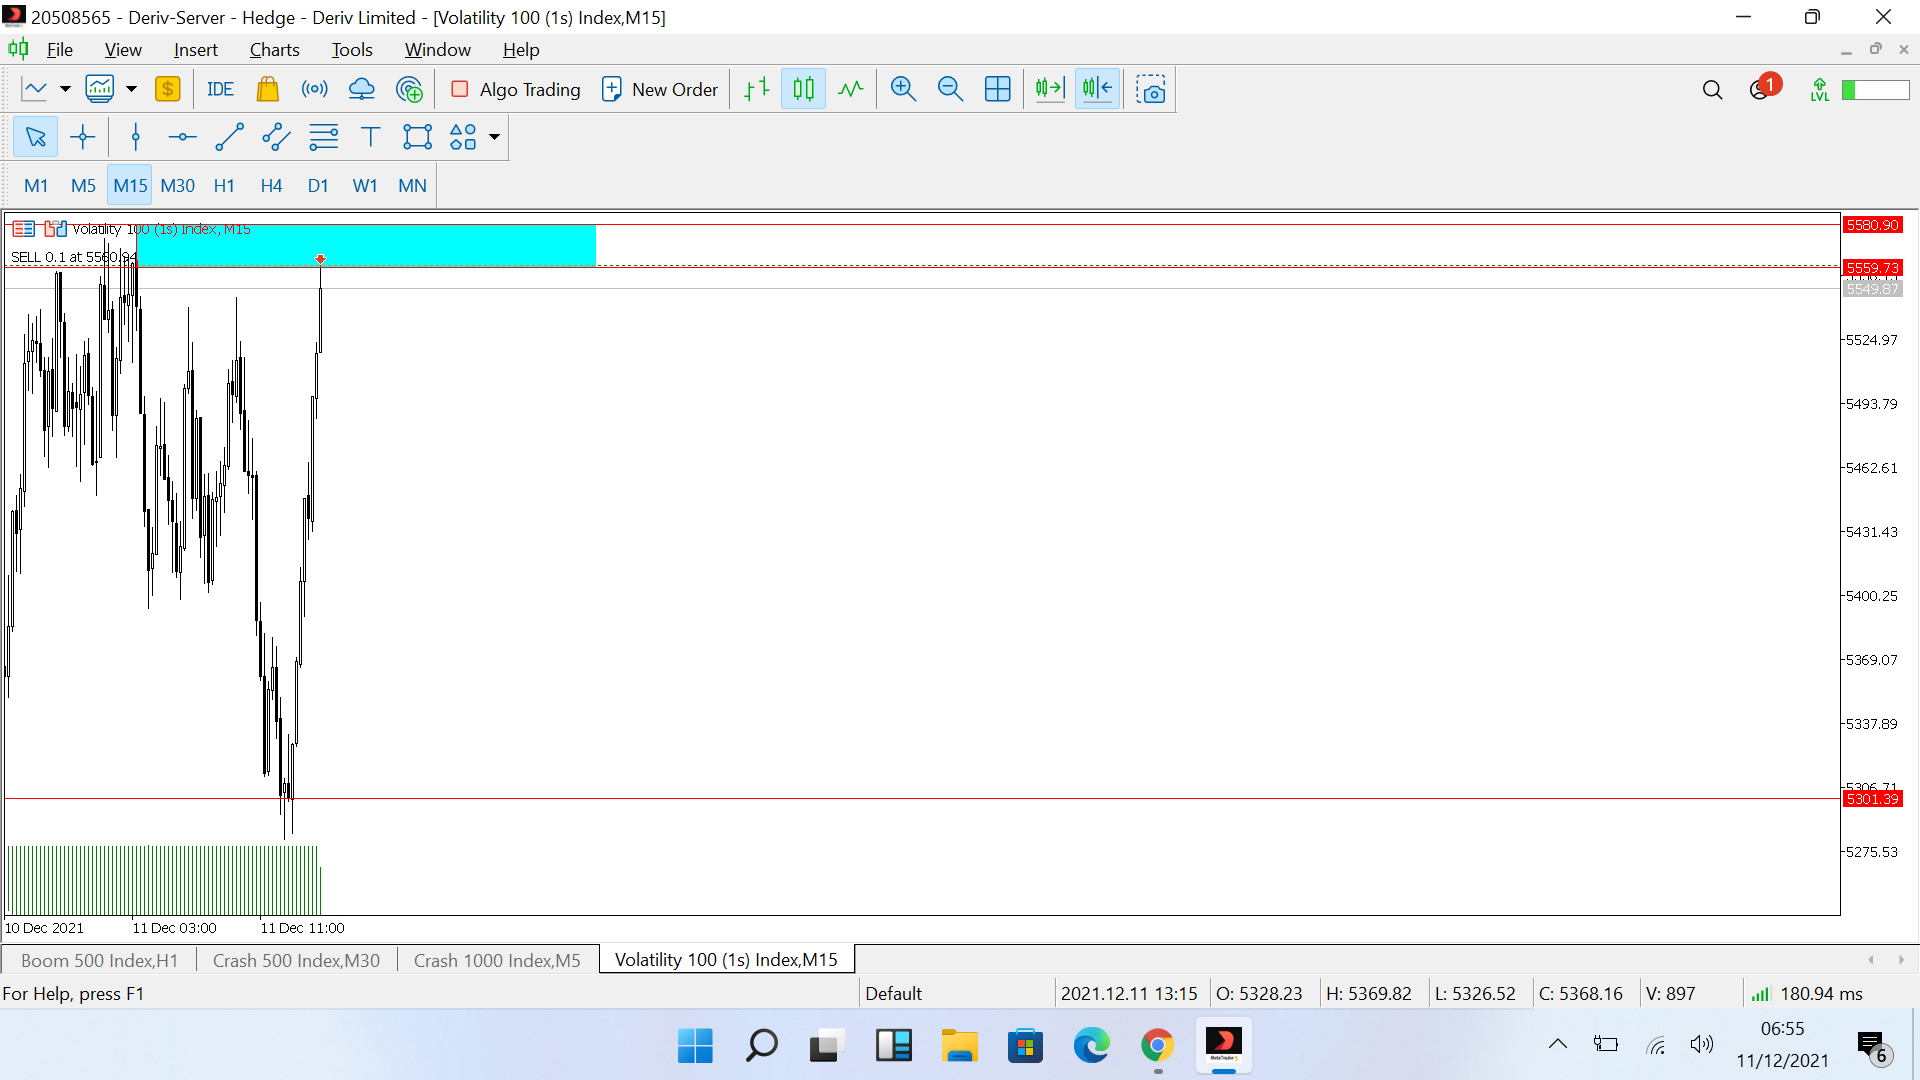 20508565 - Deriv-Server - Hedge - Deriv Limited - [Volatility 100 (1s) Index,M15]
File View Insert Charts Tools Window Help
IDE Algo Trading New Order 1 LVL
T
M1 M5 M15 M30 H1 H4 D1 W1 MN
5580.90
Volatility 100 (1s) Index, M15
SELL 0.1 at 5560.94
5559.73
5549.87
5524.97
5493.79
5462.61
5431.43
5400.25
5369.07
5337.89
5306.71
5301.39
5275.53
10 Dec 2021 11 Dec 03:00 11 Dec 11:00
Boom 500 Index,H1 Crash 500 Index,M30 Crash 1000 Index,M5 Volatility 100 (1s) Index,M15
For Help, press F1 Default 2021.12.11 13:15 O: 5328.23 H: 5369.82 L: 5326.52 C: 5368.16 V: 897 180.94 ms
06:55
11/12/2021
6